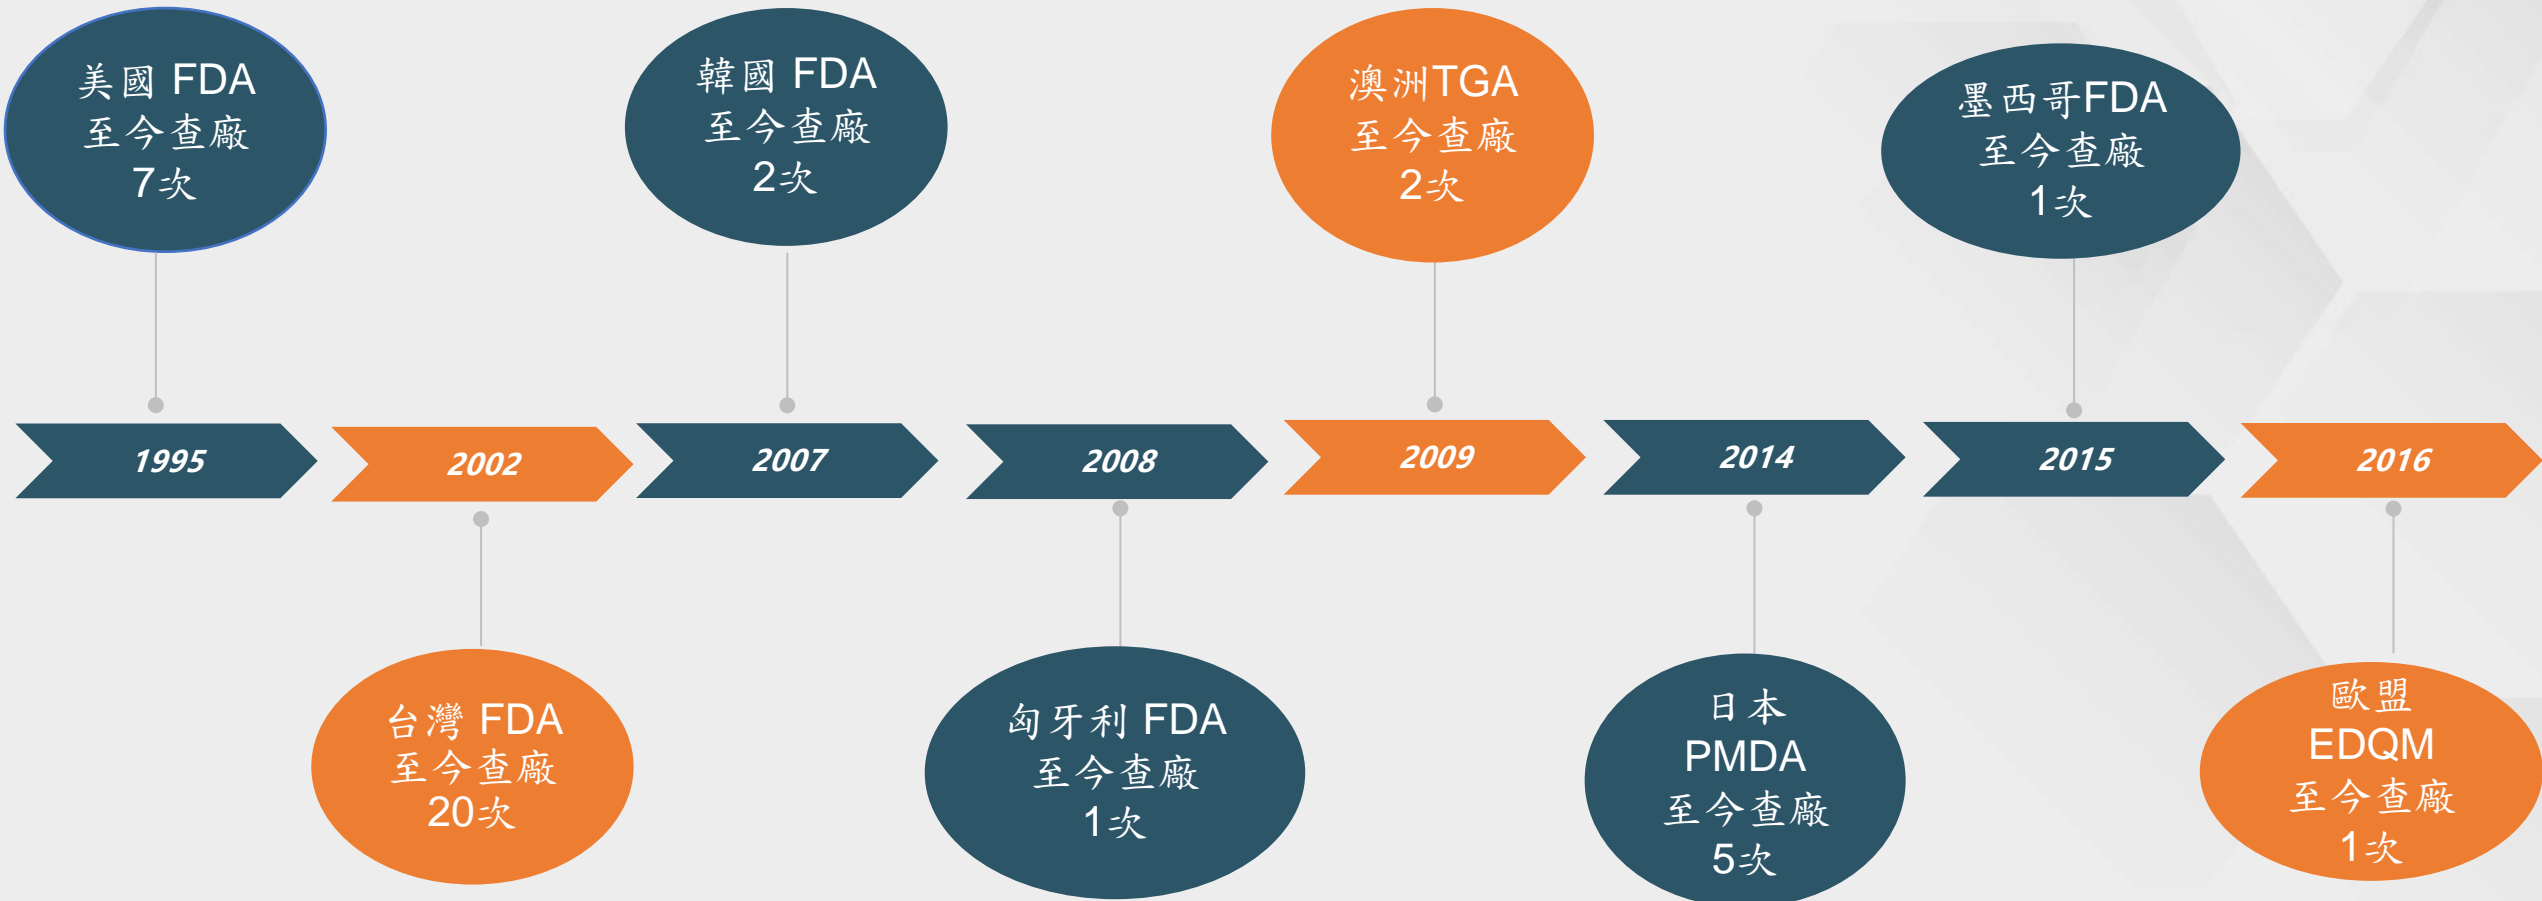 美國 FDA
至今查廠
7次
韓國 FDA
至今查廠
2次
澳洲TGA
至今查廠
2次
墨西哥FDA
至今查廠
1次
1995
2002
2007
2008
2009
2014
2015
2016
台灣 FDA
至今查廠
20次
匈牙利 FDA
至今查廠
1次
日本
PMDA
至今查廠
5次
歐盟
EDQM
至今查廠
1次